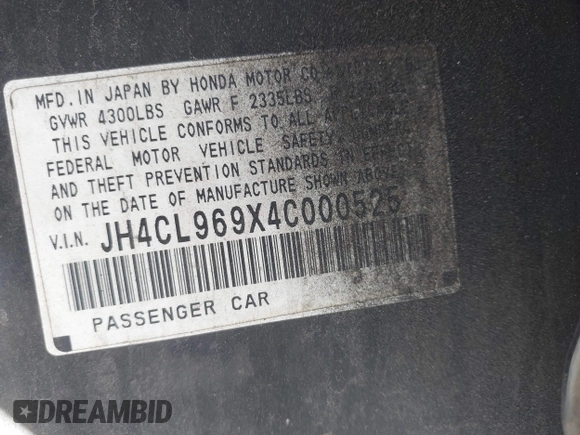 MFD. IN JAPAN BY HONDA MOTOR CO
GVWR 4300LBS GAWR F 2335LBS
THIS VEHICLE CONFORMS TO ALL
FEDERAL MOTOR VEHICLE SAFETY
AND THEFT PREVENTION STANDARDS IN
ON THE DATE OF MANUFACTURE SHOWN ABOVE
V.I.N. JH4CL969X4C000525
PASSENGER CAR
DREAMBID